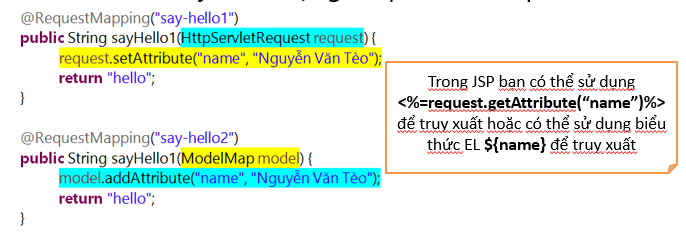 @RequestMapping("say-hello1")
public String sayHello1(HttpServletRequest request) {
request.setAttribute("name", "Nguyễn Văn Tèo");
return "hello";
}
@RequestMapping("say-hello2")
public String sayHello1(ModelMap model) {
model.addAttribute("name", "Nguyễn Văn Tèo");
return "hello";
}
Trong JSP bạn có thể sử dụng
<%=request.getAttribute(“name”)%>
để truy xuất hoặc có thể sử dụng biểu
thức EL ${name} để truy xuất